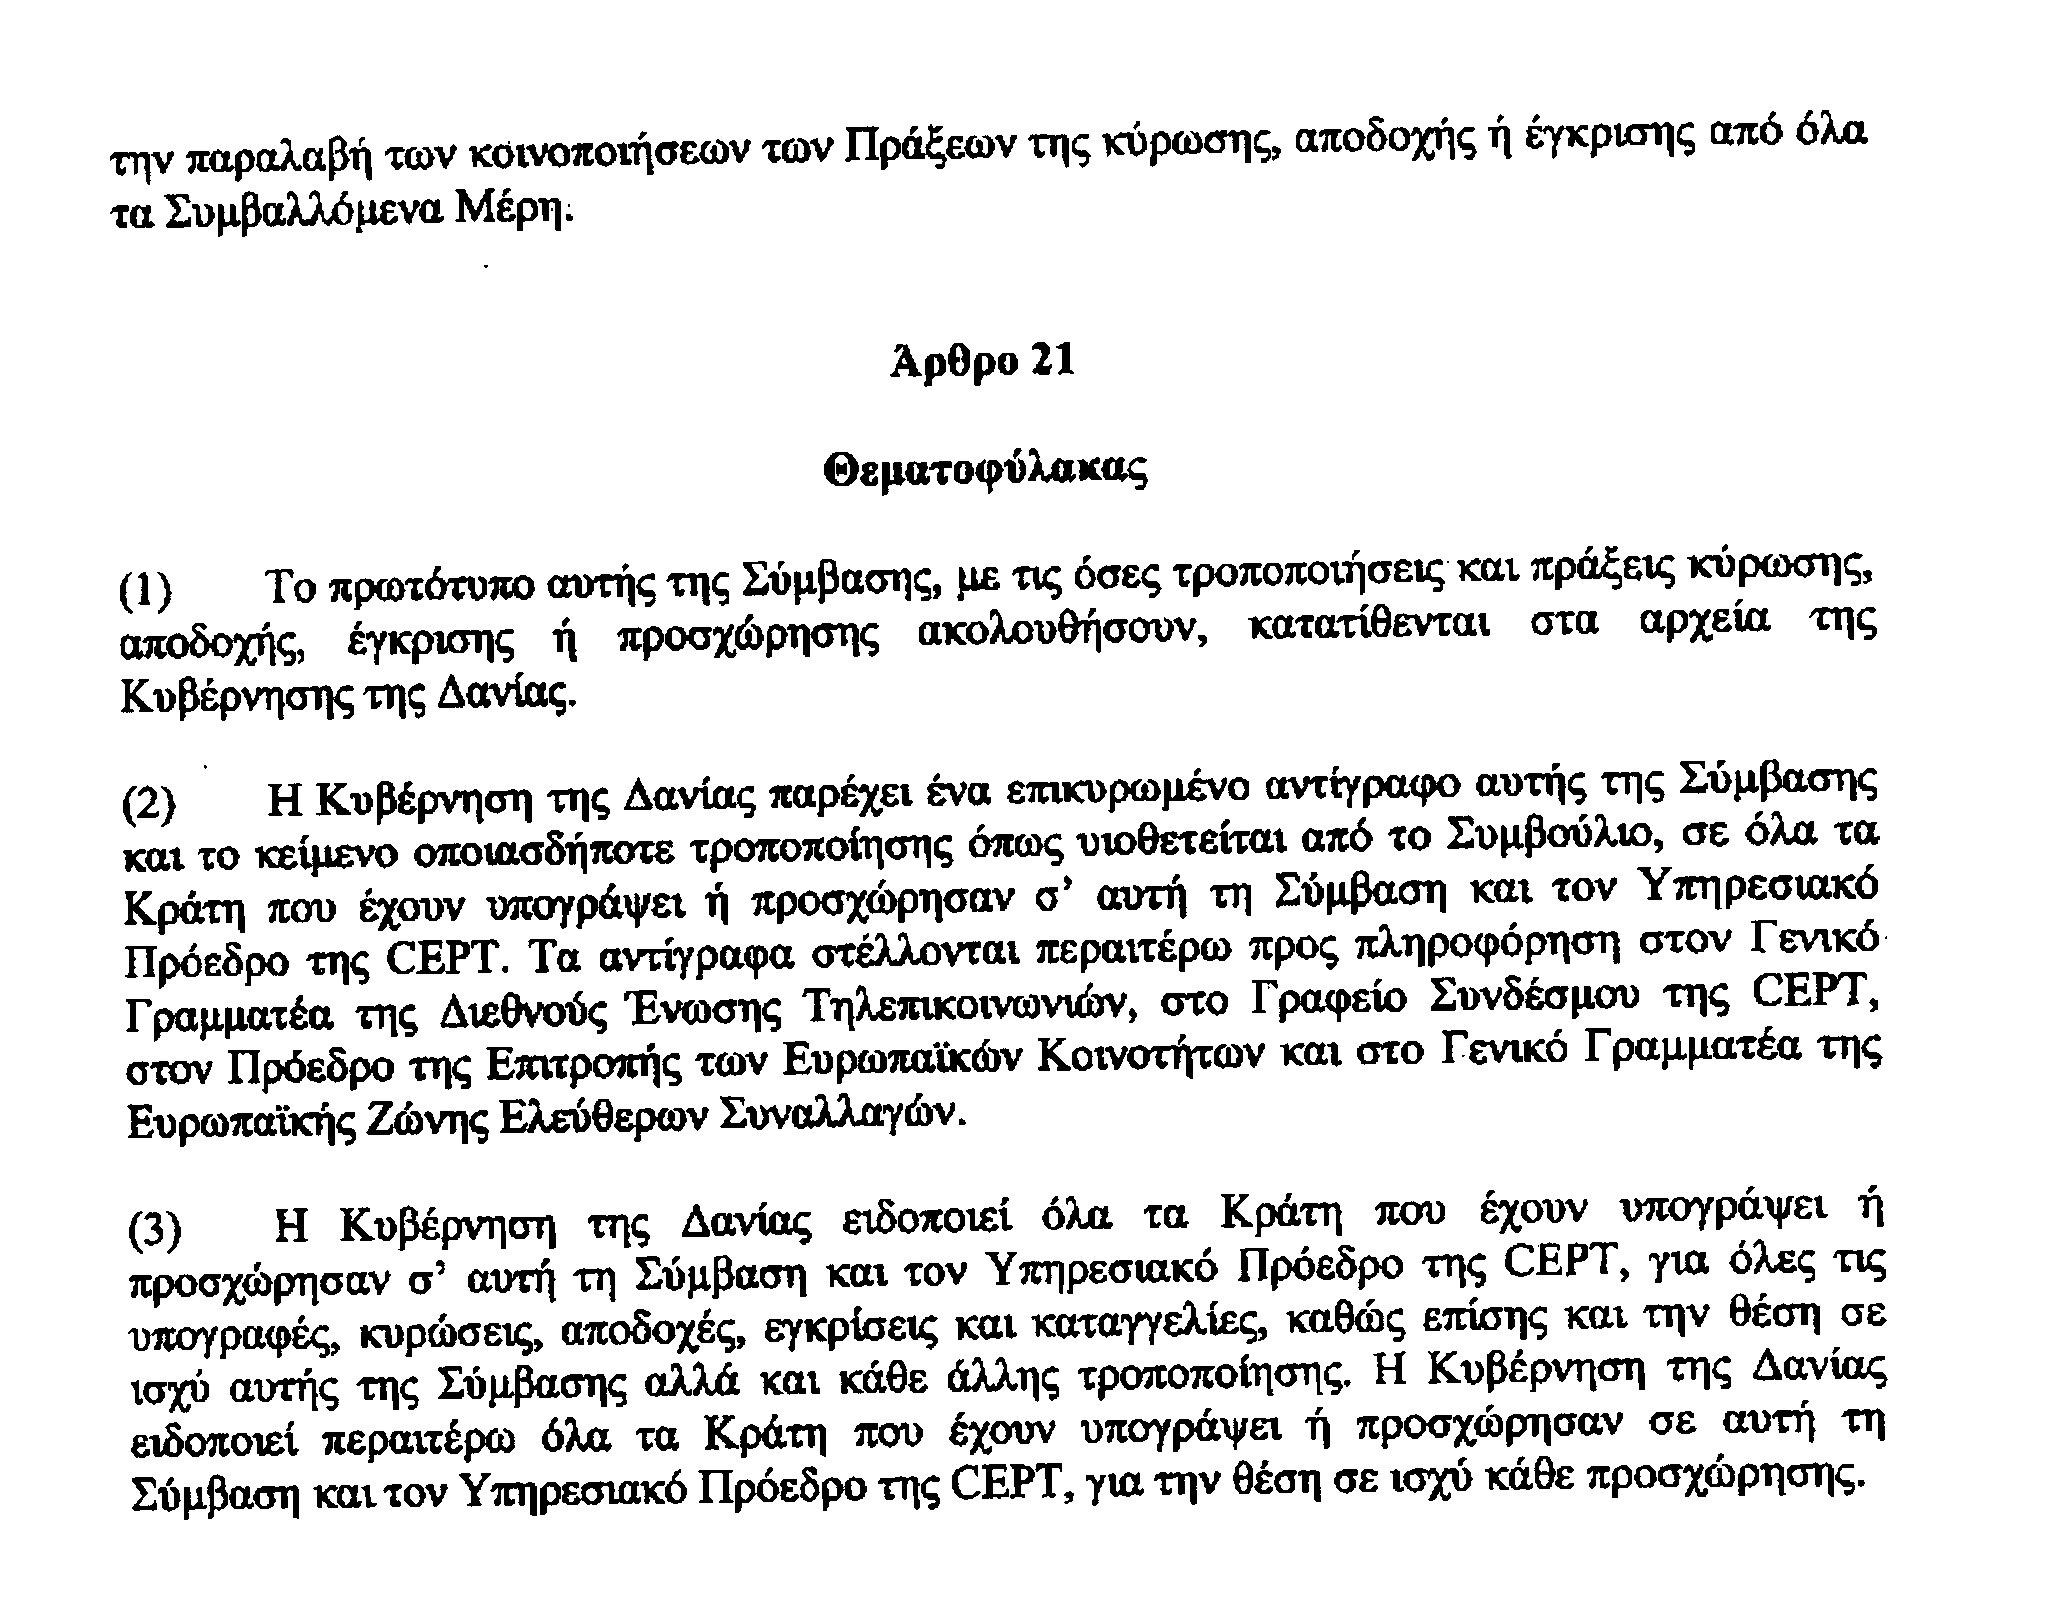 την παραλαβή των κοινοποιήσεων των Πράξεων της κύρωσης, αποδοχής ή έγκρισης από όλα
τα Συμβαλλόμενα Μέρη.
Άρθρο 21
Θεματοφύλακας
(1) Το πρωτότυπο αυτής της Σύμβασης, με τις όσες τροποποιήσεις και πράξεις κύρωσης,
αποδοχής, έγκρισης ή προσχώρησης ακολουθήσουν, κατατίθενται στα αρχεία της
Κυβέρνησης της Δανίας.
(2) Η Κυβέρνηση της Δανίας παρέχει ένα επικυρωμένο αντίγραφο αυτής της Σύμβασης
και το κείμενο οποιασδήποτε τροποποίησης όπως υιοθετείται από το Συμβούλιο, σε όλα τα
Κράτη που έχουν υπογράψει ή προσχώρησαν σ' αυτή τη Σύμβαση και τον Υπηρεσιακό
Πρόεδρο της CEPT. Τα αντίγραφα στέλλονται περαιτέρω προς πληροφόρηση στον Γενικό
Γραμματέα της Διεθνούς Ένωσης Τηλεπικοινωνιών, στο Γραφείο Συνδέσμου της CEPT,
στον Πρόεδρο της Επιτροπής των Ευρωπαϊκών Κοινοτήτων και στο Γενικό Γραμματέα της
Ευρωπαϊκής Ζώνης Ελεύθερων Συναλλαγών.
(3) Η Κυβέρνηση της Δανίας ειδοποιεί όλα τα Κράτη που έχουν υπογράψει ή
προσχώρησαν σ' αυτή τη Σύμβαση και τον Υπηρεσιακό Πρόεδρο της CEPT, για όλες τις
υπογραφές, κυρώσεις, αποδοχές, εγκρίσεις και καταγγελίες, καθώς επίσης και την θέση σε
ισχύ αυτής της Σύμβασης αλλά και κάθε άλλης τροποποίησης. Η Κυβέρνηση της Δανίας
ειδοποιεί περαιτέρω όλα τα Κράτη που έχουν υπογράψει ή προσχώρησαν σε αυτή τη
Σύμβαση και τον Υπηρεσιακό Πρόεδρο της CEPT, για την θέση σε ισχύ κάθε προσχώρησης.